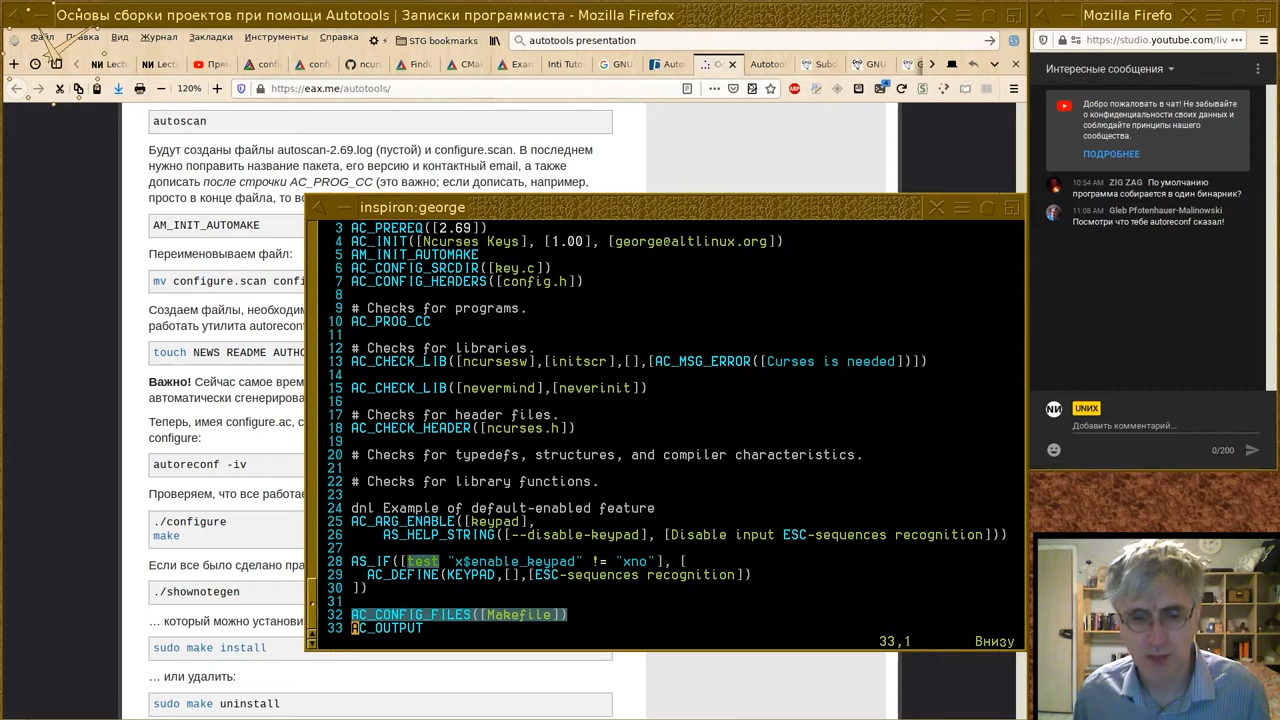 Основы сборки проектов при помощи Autotools | Записки программиста - Mozilla Firefox
Файл Правка Вид Журнал Закладки Инструменты Справка
STG bookmarks
autotools presentation
120%
https://eax.me/autotools/
autoscan
Будут созданы файлы autoscan-2.69.log (пустой) и configure.scan. В последнем
нужно поправить название пакета, его версию и контактный email, а также
дописать после строчки AC_PROG_CC (это важно; если дописать, например,
просто в конце файла, то вс
AM_INIT_AUTOMAKE
Переименовываем файл:
mv configure.scan confi
Создаем файлы, необходим
работать утилита autoreconf
touch NEWS README AUTHO
Важно! Сейчас самое врем
автоматически сгенерирова
Теперь, имея configure.ac, с
configure:
autoreconf -iv
Проверяем, что все работае
./configure
make
Если все было сделано прав
./shownotegen
… который можно установит
sudo make install
… или удалить:
sudo make uninstall
inspiron:george
3 AC_PREREQ([2.69])
4 AC_INIT([Ncurses Keys], [1.00], [george@altlinux.org])
5 AM_INIT_AUTOMAKE
6 AC_CONFIG_SRCDIR([key.c])
7 AC_CONFIG_HEADERS([config.h])
8
9 # Checks for programs.
10 AC_PROG_CC
11
12 # Checks for libraries.
13 AC_CHECK_LIB([ncursesw],[initscr],[],[AC_MSG_ERROR([Curses is needed])])
14
15 AC_CHECK_LIB([nevermind],[neverinit])
16
17 # Checks for header files.
18 AC_CHECK_HEADER([ncurses.h])
19
20 # Checks for typedefs, structures, and compiler characteristics.
21
22 # Checks for library functions.
23
24 dnl Example of default-enabled feature
25 AC_ARG_ENABLE([keypad],
26 AS_HELP_STRING([--disable-keypad], [Disable input ESC-sequences recognition]))
27
28 AS_IF([test "x$enable_keypad" != "xno"], [
29 AC_DEFINE(KEYPAD,[],[ESC-sequences recognition])
30 ])
31
32 AC_CONFIG_FILES([Makefile])
33 AC_OUTPUT
33,1 Внизу
Mozilla Firefo
https://studio.youtube.com/liv
Интересные сообщения
Добро пожаловать в чат! Не забывайте
о конфиденциальности своих данных и
соблюдайте принципы нашего
сообщества.
ПОДРОБНЕЕ
10:54 AM ZIG ZAG По умолчанию
программа собирается в один бинарник?
11:08 AM Gleb Pfotenhauer-Malinowski
Посмотри что тебе autoreconf сказал!
UNИX
Добавить комментарий...
0/200